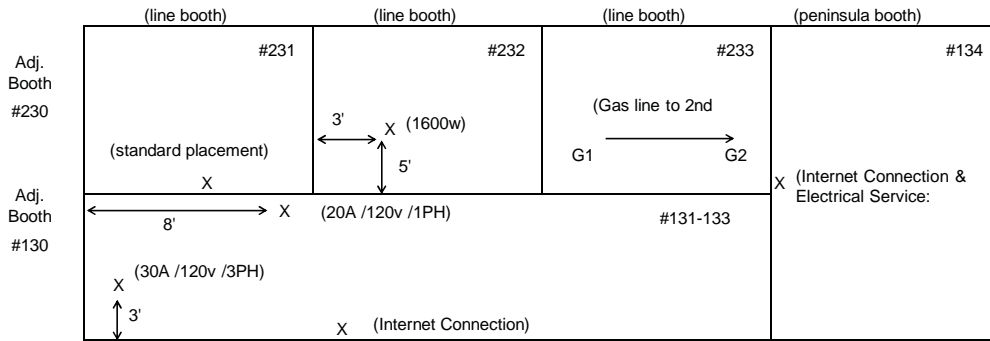 (line booth) (line booth) (line booth) (peninsula booth)
#231 #232 #233 #134
Adj.
Booth
#230
(Gas line to 2nd
3' X (1600w)
(standard placement) 5' G1 G2
X X (Internet Connection &
Electrical Service:
Adj.
Booth
#130
8' X (20A /120v /1PH) #131-133
(30A /120v /3PH)
X
3'
X (Internet Connection)